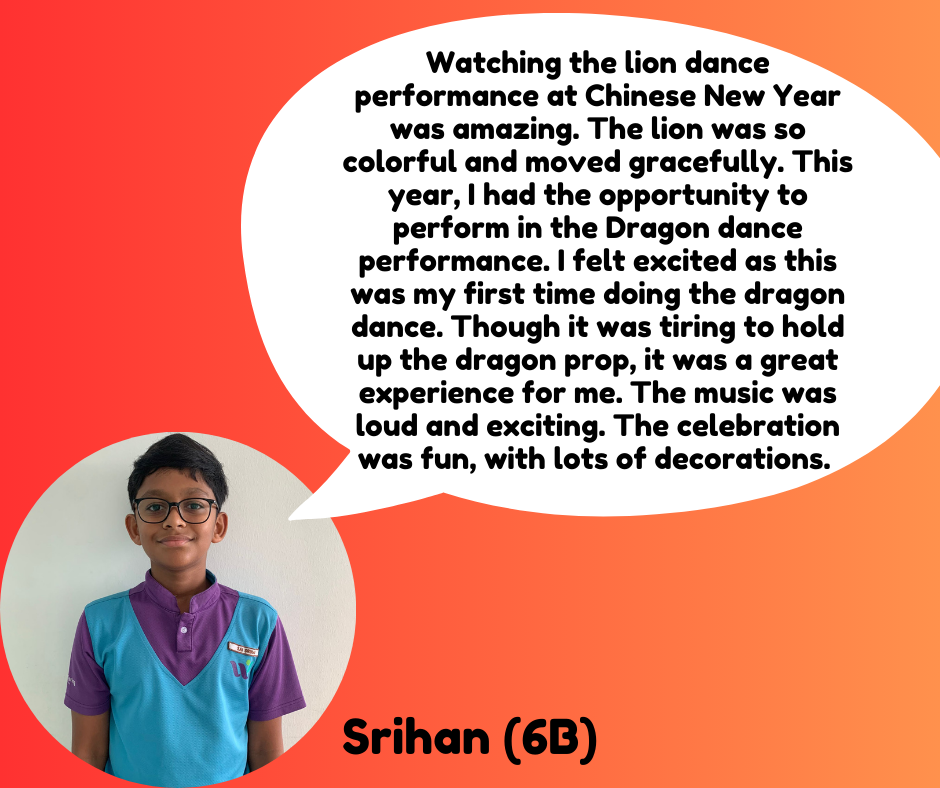 Watching the lion dance
performance at Chinese New Year
was amazing. The lion was so
colorful and moved gracefully. This
year, I had the opportunity to
perform in the Dragon dance
performance. I felt excited as this
was my first time doing the dragon
dance. Though it was tiring to hold
up the dragon prop, it was a great
experience for me. The music was
loud and exciting. The celebration
was fun, with lots of decorations.
Srihan (6B)